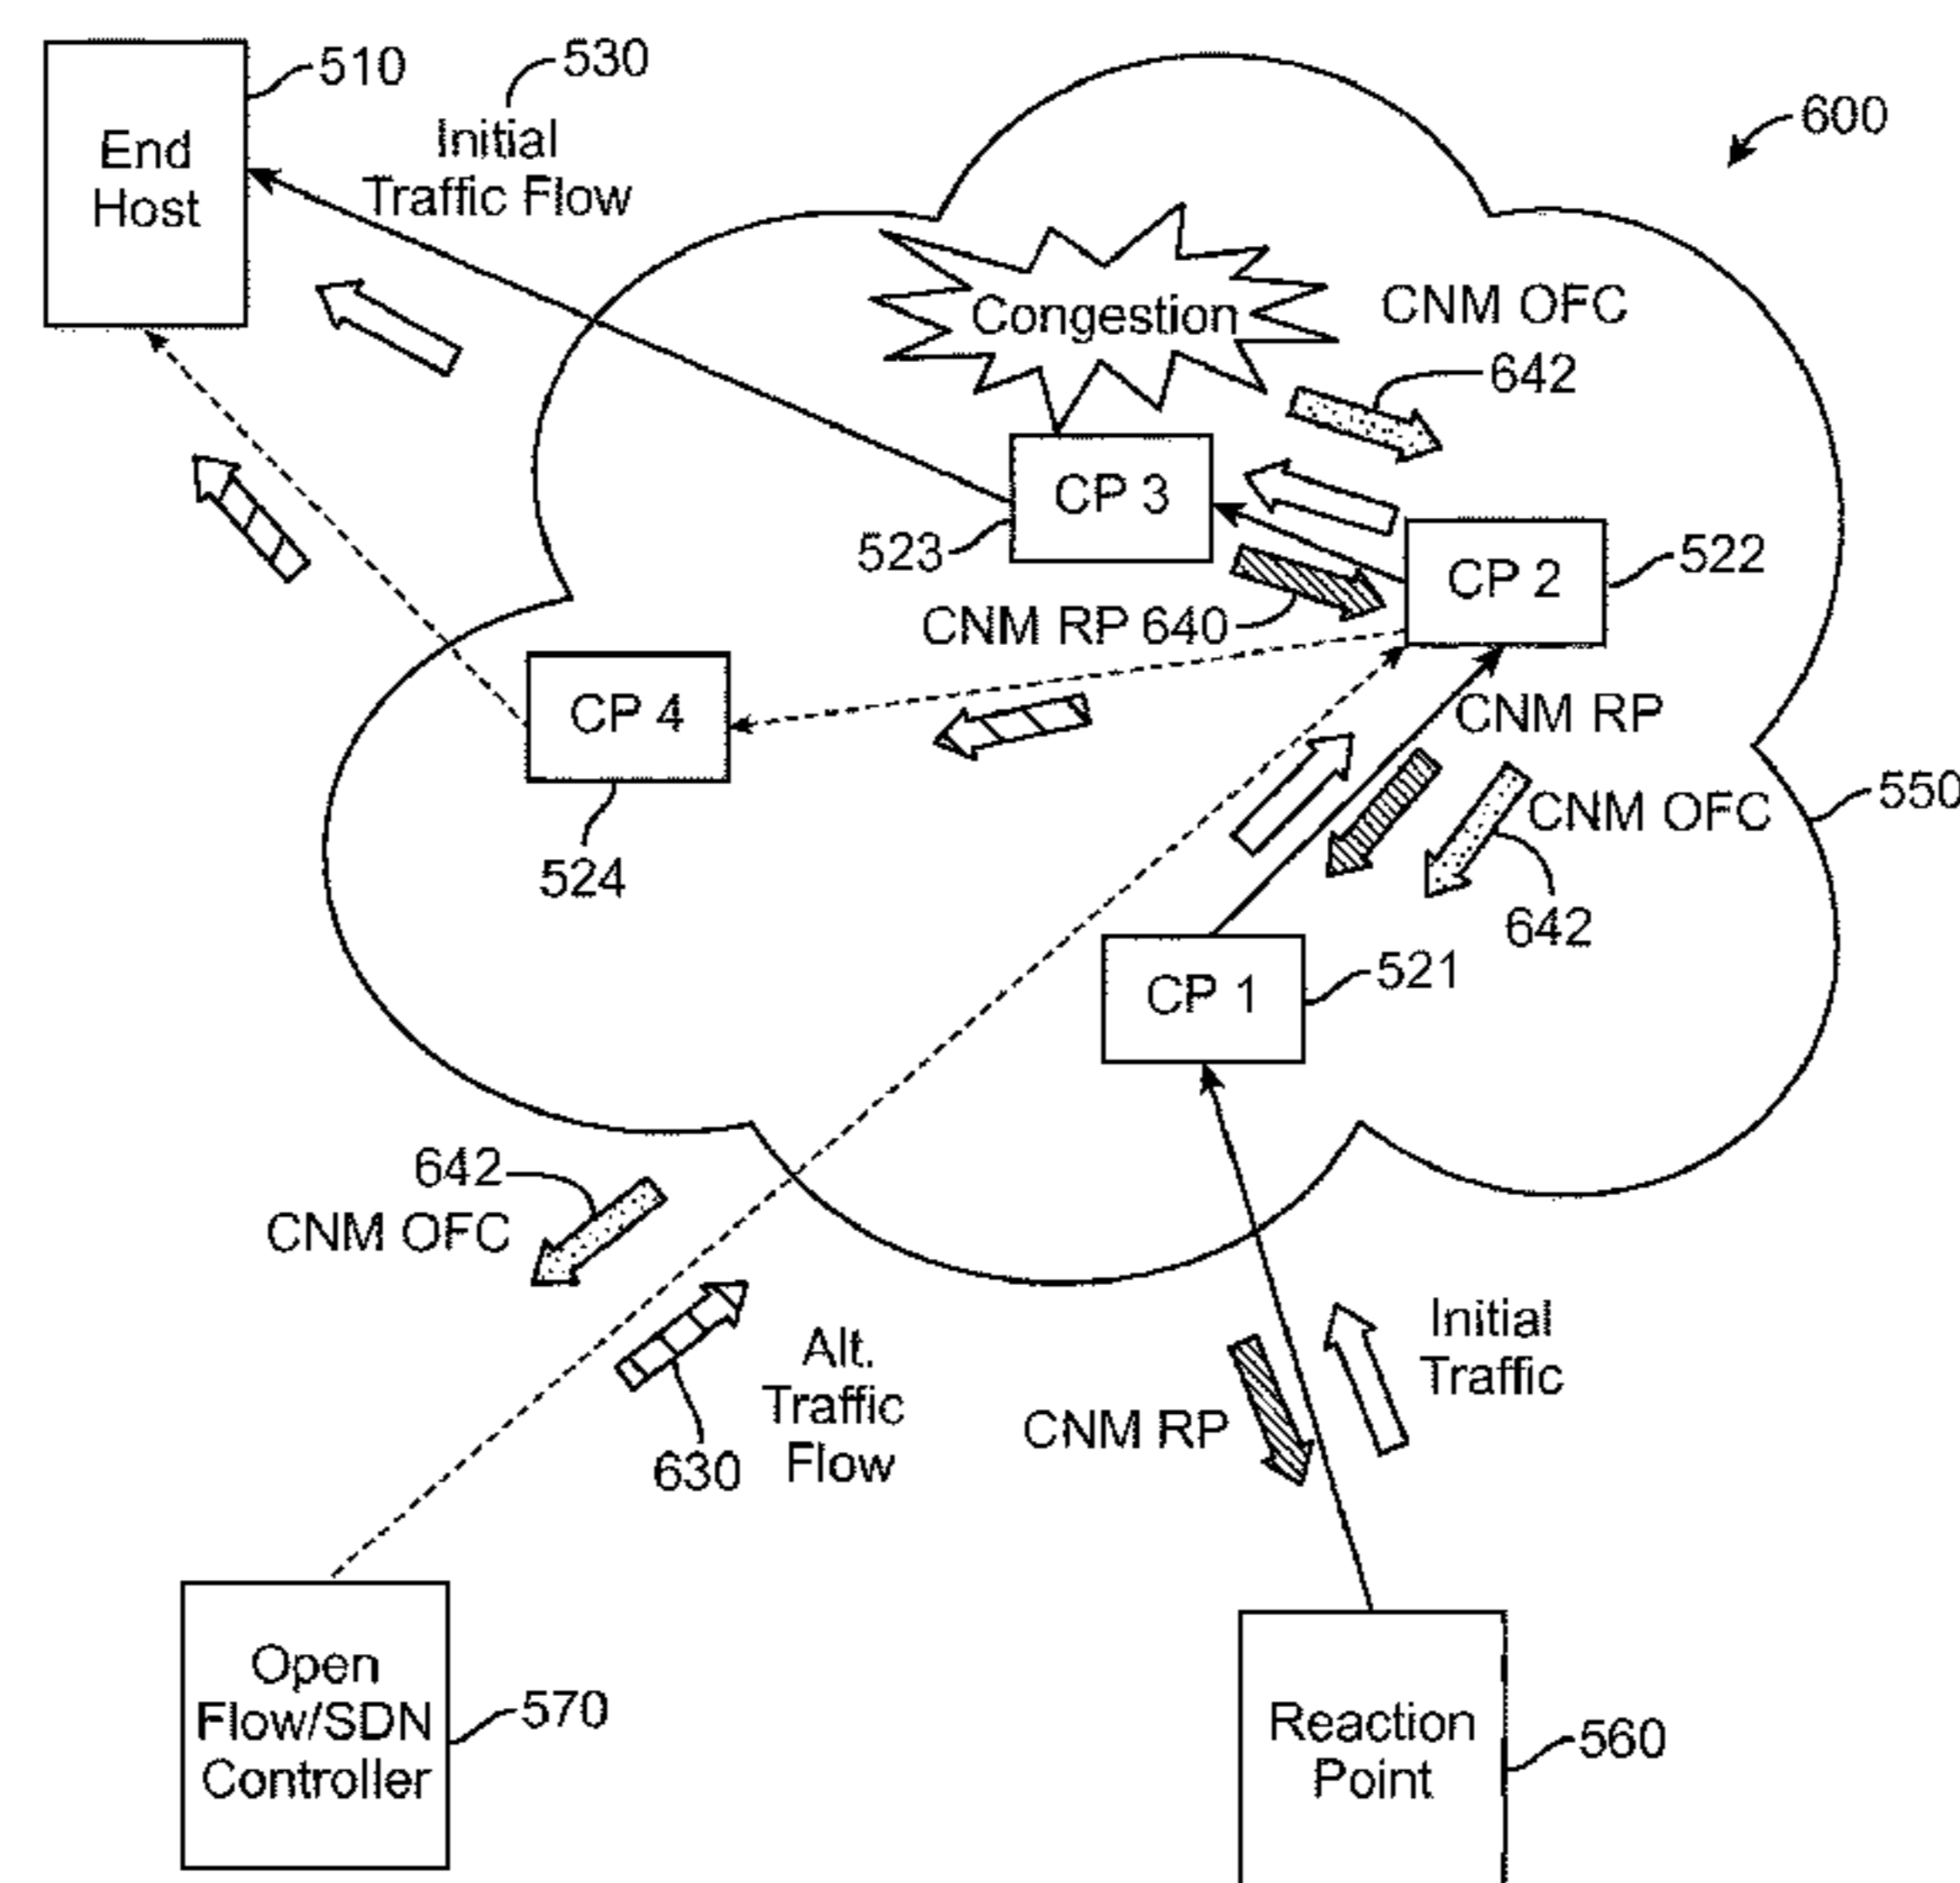 510
530
End
Host
Initial
Traffic Flow
600
Congestion
CNM OFC
642
CP 3
523
CP 2
522
CNM RP 640
CP 4
524
CNM RP
CNM OFC
550
642
CP 1
521
642
CNM OFC
Alt.
Traffic
Flow
630
Initial
Traffic
CNM RP
Open
Flow/SDN
Controller
570
Reaction
Point
560